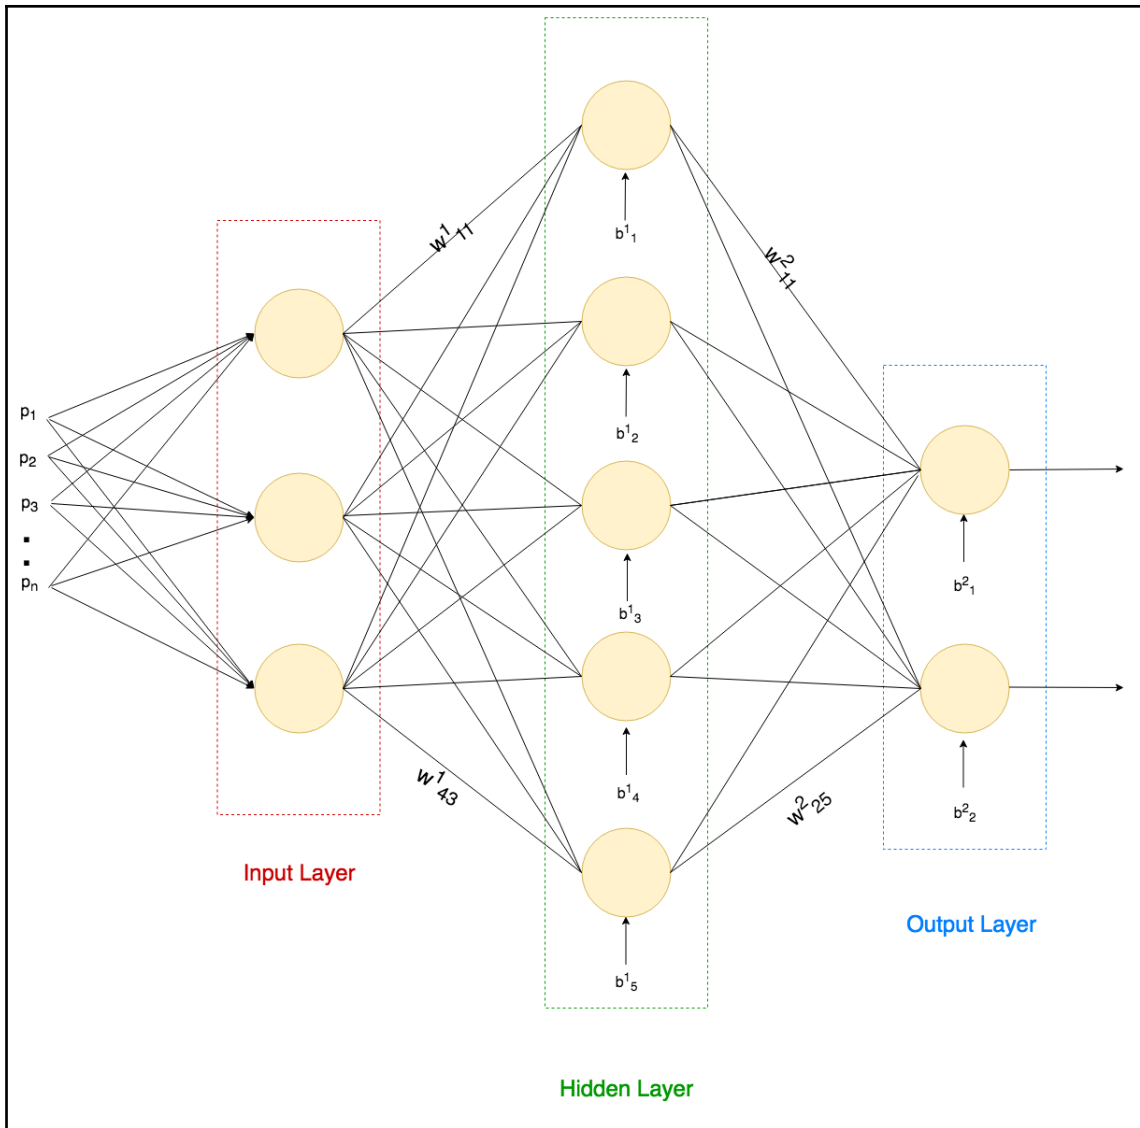 w¹₁₁
b¹₁
w²₁₁
p₁
p₂
p₃
pₙ
b¹₂
b¹₃
b²₁
w¹₄₃
b¹₄
w²₂₅
b²₂
Input Layer
Output Layer
b¹₅
Hidden Layer